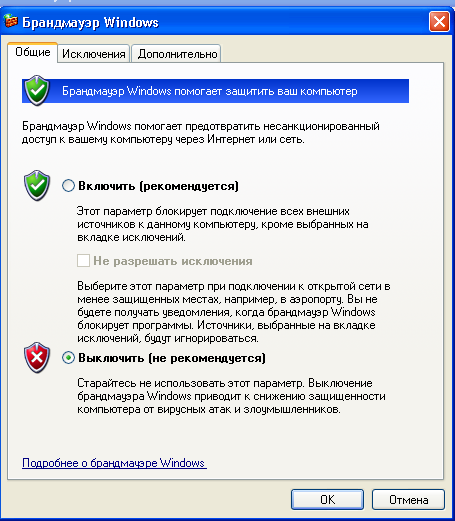 Брандмауэр Windows
Общие
Исключения
Дополнительно
Брандмауэр Windows помогает защитить ваш компьютер
Брандмауэр Windows помогает предотвратить несанкционированный
доступ к вашему компьютеру через Интернет или сеть.
Включить (рекомендуется)
Этот параметр блокирует подключение всех внешних
источников к данному компьютеру, кроме выбранных на
вкладке исключений.
Не разрешать исключения
Выберите этот параметр при подключении к открытой сети в
менее защищенных местах, например, в аэропорту. Вы не
будете получать уведомления, когда брандмауэр Windows
блокирует программы. Источники, выбранные на вкладке
исключений, будут игнорироваться.
Выключить (не рекомендуется)
Старайтесь не использовать этот параметр. Выключение
брандмауэра Windows приводит к снижению защищенности
компьютера от вирусных атак и злоумышленников.
Подробнее о брандмауэре Windows
OK
Отмена